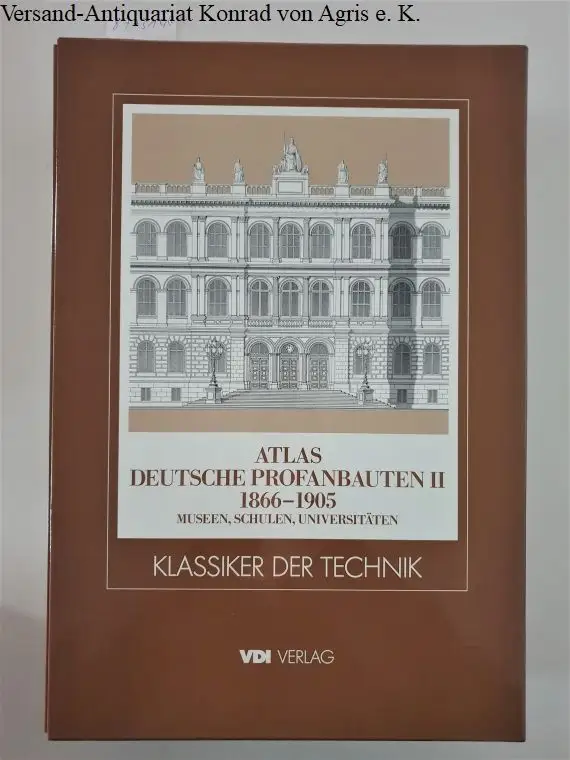 Versand-Antiquariat Konrad von Agris e. K.
ATLAS
DEUTSCHE PROFANBAUTEN II
1866–1905
MUSEEN, SCHULEN, UNIVERSITÄTEN
KLASSIKER DER TECHNIK
VDI VERLAG